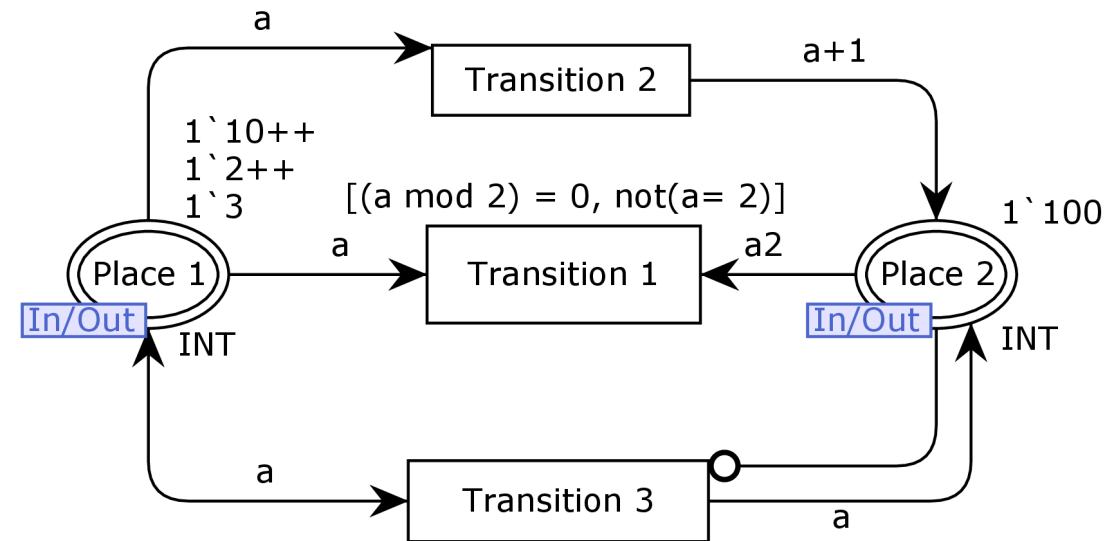 a
Transition 2
a+1
1`10++
1`2++
1`3
[(a mod 2) = 0, not(a= 2)]
1`100
Place 1
a
Transition 1
a2
Place 2
In/Out
INT
In/Out
INT
a
Transition 3
a